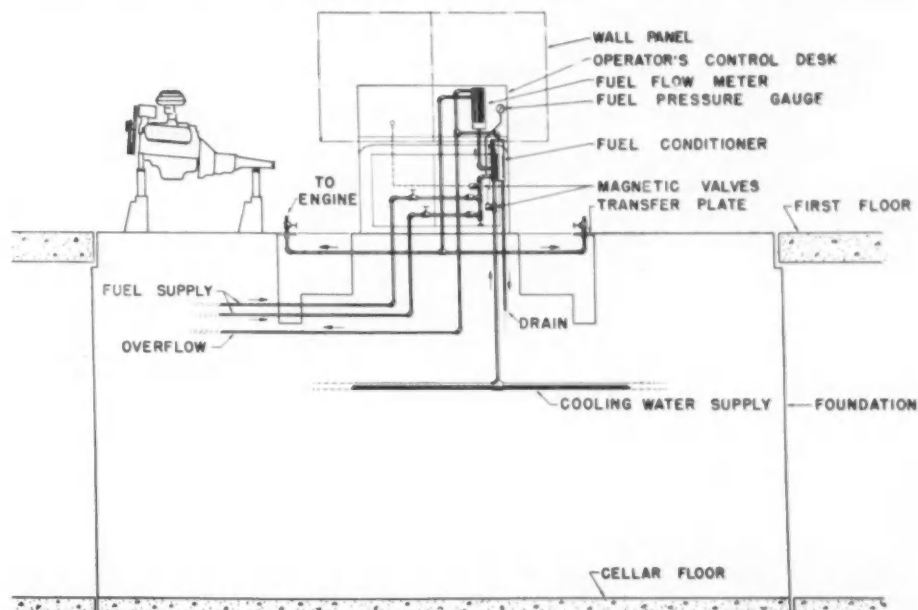 WALL PANEL
OPERATOR'S CONTROL DESK
FUEL FLOW METER
FUEL PRESSURE GAUGE
FUEL CONDITIONER
TO
ENGINE
MAGNETIC VALVES
TRANSFER PLATE
FIRST FLOOR
FUEL SUPPLY
DRAIN
OVERFLOW
COOLING WATER SUPPLY
FOUNDATION
CELLAR FLOOR